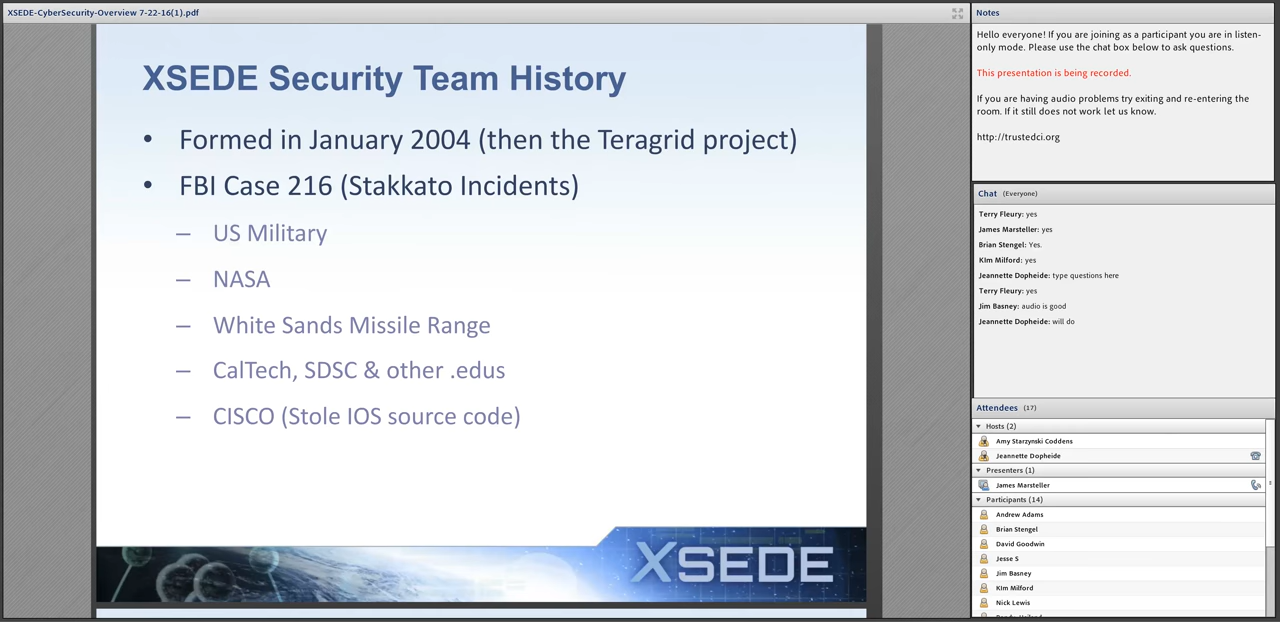 XSEDE-CyberSecurity-Overview 7-22-16(1).pdf
XSEDE Security Team History
• Formed in January 2004 (then the Teragrid project)
• FBI Case 216 (Stakkato Incidents)
– US Military
– NASA
– White Sands Missile Range
– CalTech, SDSC & other .edus
– CISCO (Stole IOS source code)
XSEDE
Notes
Hello everyone! If you are joining as a participant you are in listen-
only mode. Please use the chat box below to ask questions.
This presentation is being recorded.
If you are having audio problems try exiting and re-entering the
room. If it still does not work let us know.
http://trustedci.org
Chat (Everyone)
Terry Fleury: yes
James Marsteller: yes
Brian Stengel: Yes.
KIm Milford: yes
Jeannette Dopheide: type questions here
Terry Fleury: yes
Jim Basney: audio is good
Jeannette Dopheide: will do
Attendees (17)
Hosts (2)
Amy Starzynski Coddens
Jeannette Dopheide
Presenters (1)
James Marsteller
Participants (14)
Andrew Adams
Brian Stengel
David Goodwin
Jesse S
Jim Basney
KIm Milford
Nick Lewis